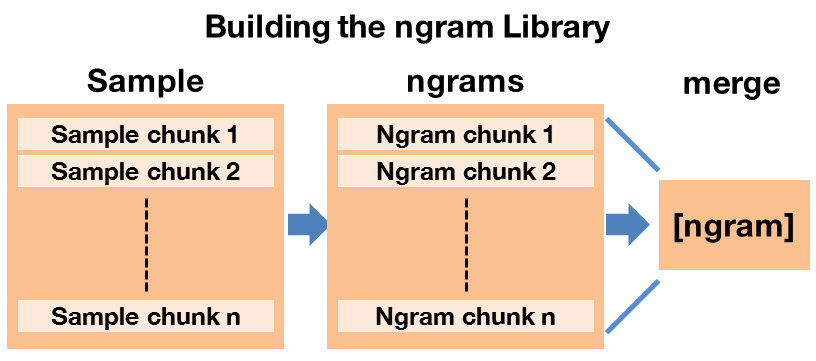 Building the ngram Library
Sample
ngrams
merge
Sample chunk 1
Sample chunk 2
Sample chunk n
Ngram chunk 1
Ngram chunk 2
Ngram chunk n
[ngram]